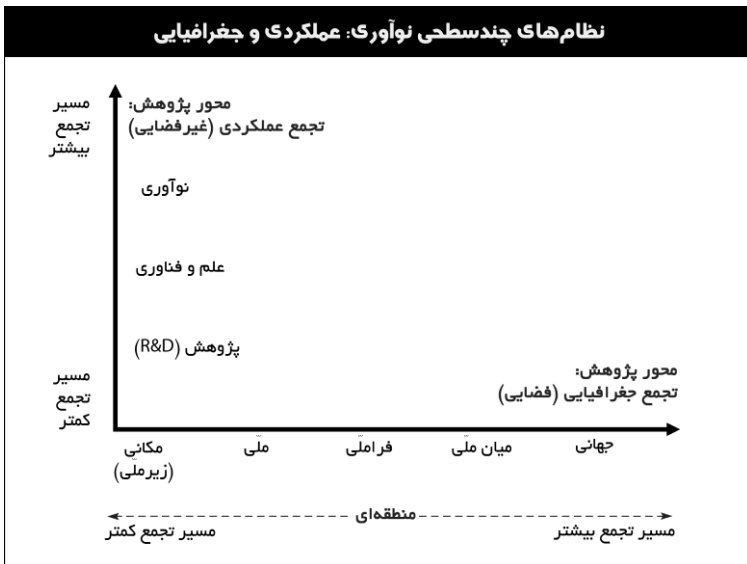 نظام‌های چندسطحی نوآوری: عملکردی و جغرافیایی
مسیر
تجمع
بیشتر
محور پژوهش:
تجمع عملکردی (غیرفضایی)
نوآوری
علم و فناوری
پژوهش (R&D)
مسیر
تجمع
کمتر
محور پژوهش:
تجمع جغرافیایی (فضایی)
مکانی
(زیرملّی)
ملّی
فراملّی
میان ملّی
جهانی
منطقه‌ای
مسیر تجمع بیشتر
مسیر تجمع کمتر